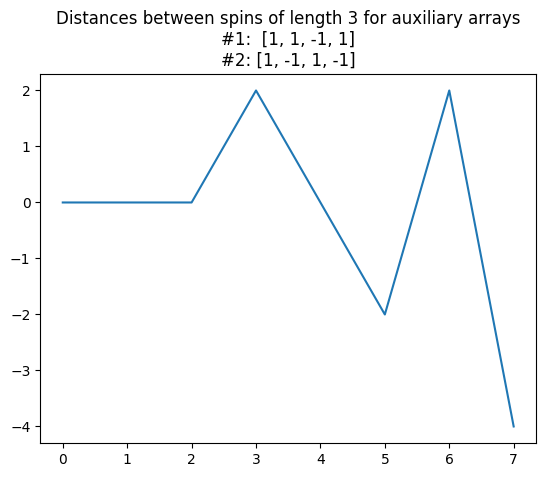 Distances between spins of length 3 for auxiliary arrays
#1:  [1, 1, -1, 1]
#2: [1, -1, 1, -1]
2
1
0
−1
−2
−3
−4
0 1 2 3 4 5 6 7